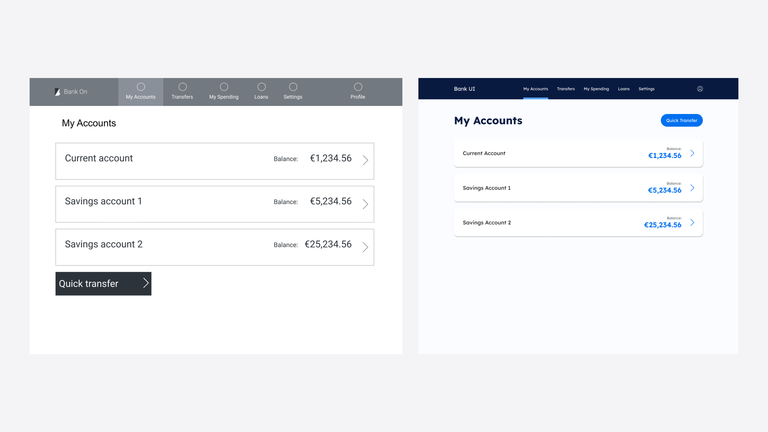 Bank On
My Accounts
Transfers
My Spending
Loans
Settings
Profile
My Accounts
Current account Balance: €1,234.56
Savings account 1 Balance: €5,234.56
Savings account 2 Balance: €25,234.56
Quick transfer
Bank UI
My Accounts
Transfers
My Spending
Loans
Settings
My Accounts
Quick Transfer
Current Account
Balance:
€1,234.56
Savings Account 1
Balance:
€5,234.56
Savings Account 2
Balance:
€25,234.56